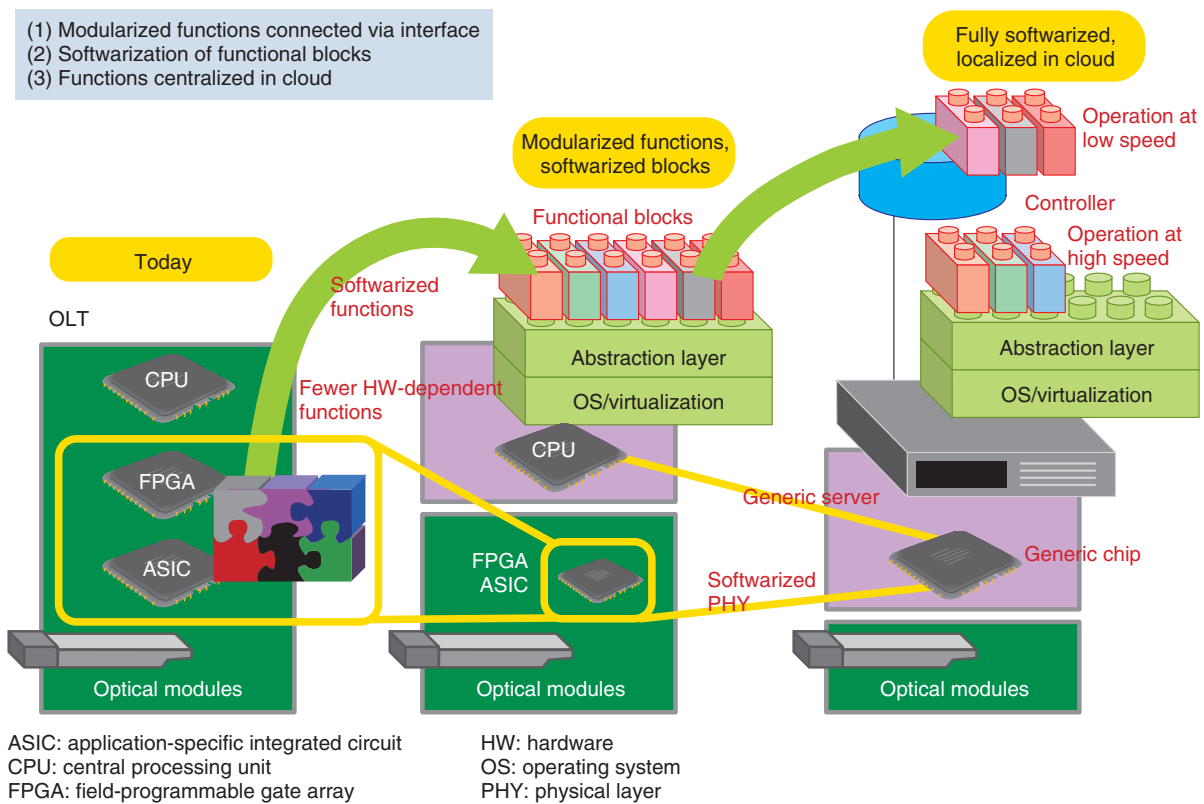 (1) Modularized functions connected via interface
(2) Softwarization of functional blocks
(3) Functions centralized in cloud
Fully softwarized,
localized in cloud
Operation at
low speed
Modularized functions,
softwarized blocks
Controller
Functional blocks
Operation at
high speed
Today
Softwarized
functions
OLT
Abstraction layer
OS/virtualization
Abstraction layer
OS/virtualization
CPU
Fewer HW-dependent
functions
CPU
FPGA
Generic server
ASIC
FPGA
ASIC
Softwarized
PHY
Generic chip
Optical modules
Optical modules
Optical modules
ASIC: application-specific integrated circuit
CPU: central processing unit
FPGA: field-programmable gate array
HW: hardware
OS: operating system
PHY: physical layer